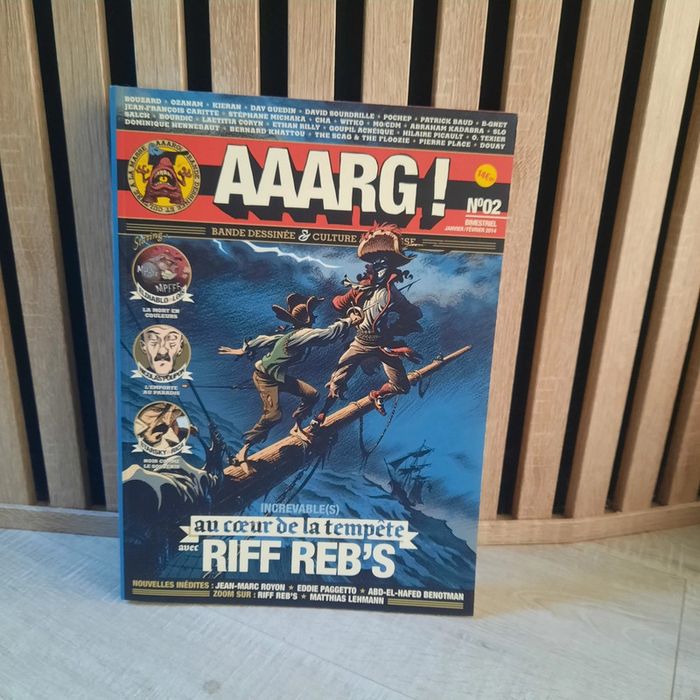 BOUZARD ★ OZANAM ★ KIERAN ★ DAV GUEDIN ★ DAVID SOURDRILLE ★ POCHEP ★ PATRICK BAUD ★ B-GNET
JEAN-FRANÇOIS CARITTE ★ STÉPHANE MICHAKA ★ CHA ★ WITKO ★ MO/CDM ★ ABRAHAM KADABRA ★ SLO
SALCH ★ BOURDIC ★ LAETITIA CORYN ★ ETHAN RILLY ★ GOUPIL ACNÉIQUE ★ HILAIRE PICAULT ★ O. TEXIER
DOMINIQUE HENNEBAUT ★ BERNARD KHATTOU ★ THE SCAG & THE FLOOZIE ★ PIERRE PLACE ★ DOUAY
AAARG !
14€
Nº02
BIMESTRIEL
JANVIER/FÉVRIER 2014
BANDE DESSINÉE & CULTURE
LA MORT EN
COULEURS
L'EMPORTE
AU PARADIS
INCREVABLE(S)
au cœur de la tempête
avec
RIFF REB'S
NOUVELLES INÉDITES : JEAN-MARC ROYON ★ EDDIE PAGGETTO ★ ABD-EL-HAFED BENOTMAN
ZOOM SUR : RIFF REB'S ★ MATTHIAS LEHMANN